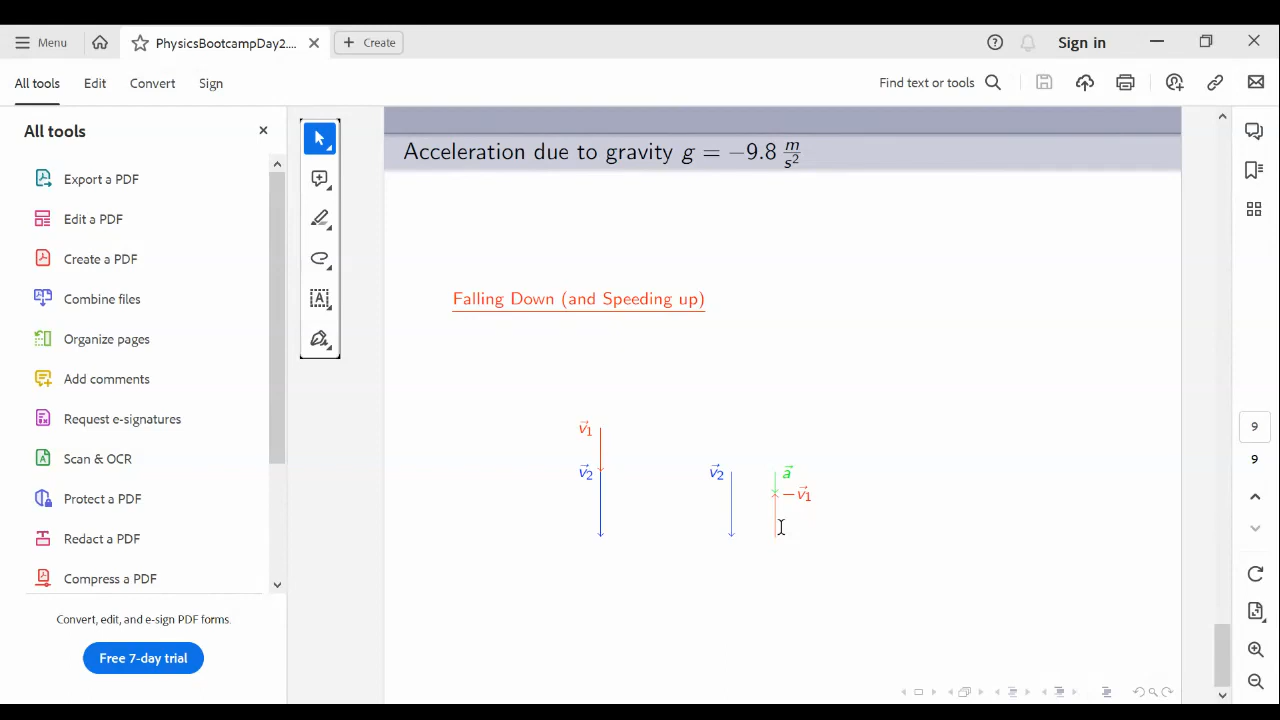 Menu
PhysicsBootcampDay2....
Create
Sign in
All tools
Edit
Convert
Sign
Find text or tools
All tools
Export a PDF
Edit a PDF
Create a PDF
Combine files
Organize pages
Add comments
Request e-signatures
Scan & OCR
Protect a PDF
Redact a PDF
Compress a PDF
Convert, edit, and e-sign PDF forms.
Free 7-day trial
Acceleration due to gravity g = −9.8 m/s²
Falling Down (and Speeding up)
v⃗₁
v⃗₂
v⃗₂
a⃗
−v⃗₁
9
9